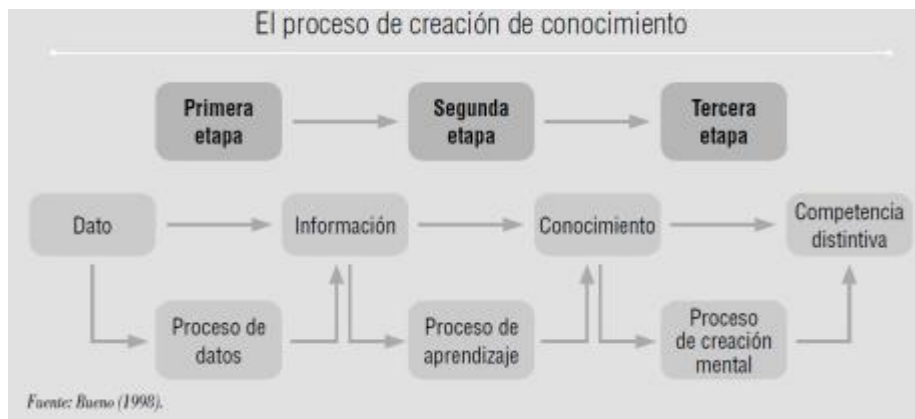 El proceso de creación de conocimiento
Primera
etapa
Segunda
etapa
Tercera
etapa
Dato
Información
Conocimiento
Competencia
distintiva
Proceso de
datos
Proceso de
aprendizaje
Proceso
de creación
mental
Fuente: Bueno (1998).